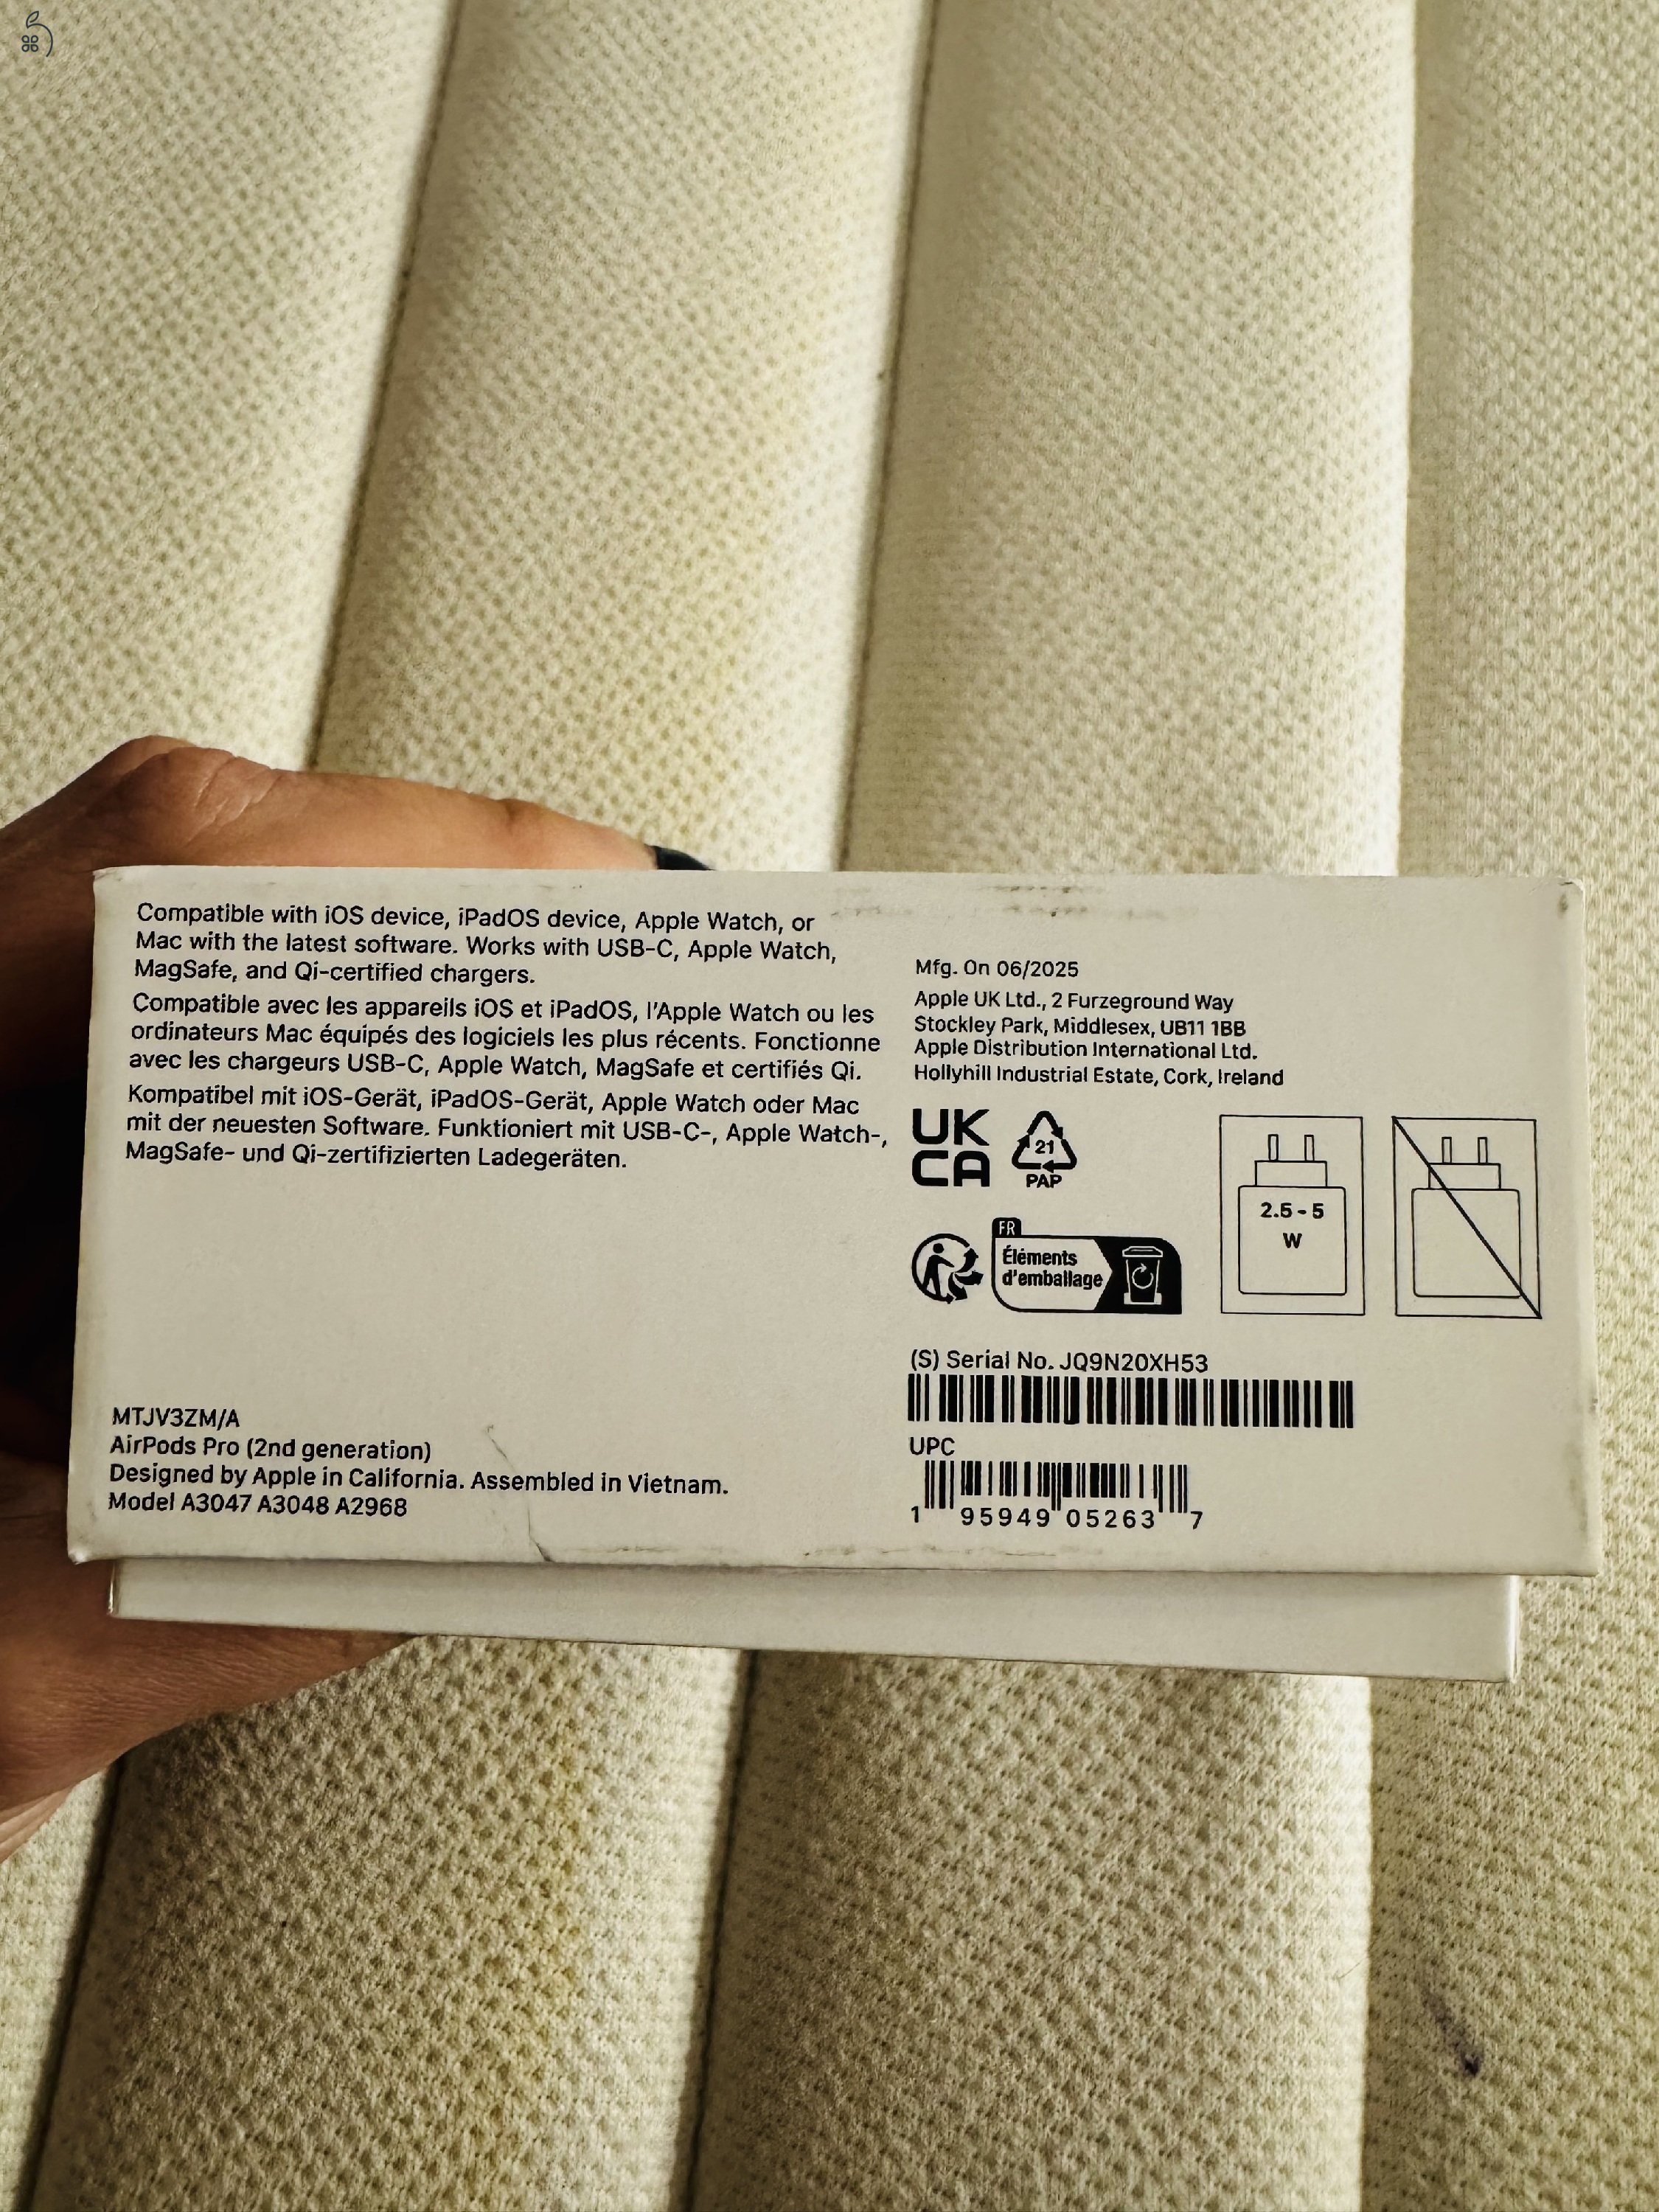 Compatible with iOS device, iPadOS device, Apple Watch, or
Mac with the latest software. Works with USB-C, Apple Watch,
MagSafe, and Qi-certified chargers.
Compatible avec les appareils iOS et iPadOS, l'Apple Watch ou les
ordinateurs Mac équipés des logiciels les plus récents. Fonctionne
avec les chargeurs USB-C, Apple Watch, MagSafe et certifiés Qi.
Kompatibel mit iOS-Gerät, iPadOS-Gerät, Apple Watch oder Mac
mit der neuesten Software. Funktioniert mit USB-C-, Apple Watch-,
MagSafe- und Qi-zertifizierten Ladegeräten.
MTJV3ZM/A
AirPods Pro (2nd generation)
Designed by Apple in California. Assembled in Vietnam.
Model A3047 A3048 A2968
Mfg. On 06/2025
Apple UK Ltd., 2 Furzeground Way
Stockley Park, Middlesex, UB11 1BB
Apple Distribution International Ltd.
Hollyhill Industrial Estate, Cork, Ireland
UK
CA
21
PAP
FR
Éléments
d'emballage
2.5 - 5
W
(S) Serial No. JQ9N20XH53
UPC
1 95949 05263 7